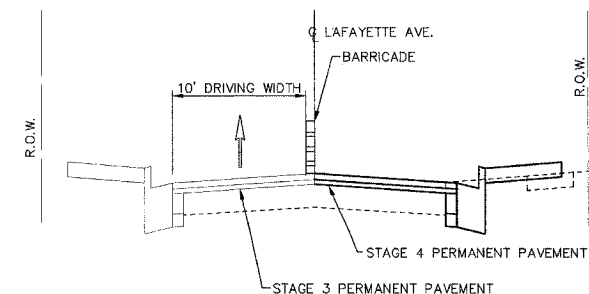 ℄ LAFAYETTE AVE.
BARRICADE
10' DRIVING WIDTH
R.O.W.
R.O.W.
STAGE 4 PERMANENT PAVEMENT
STAGE 3 PERMANENT PAVEMENT